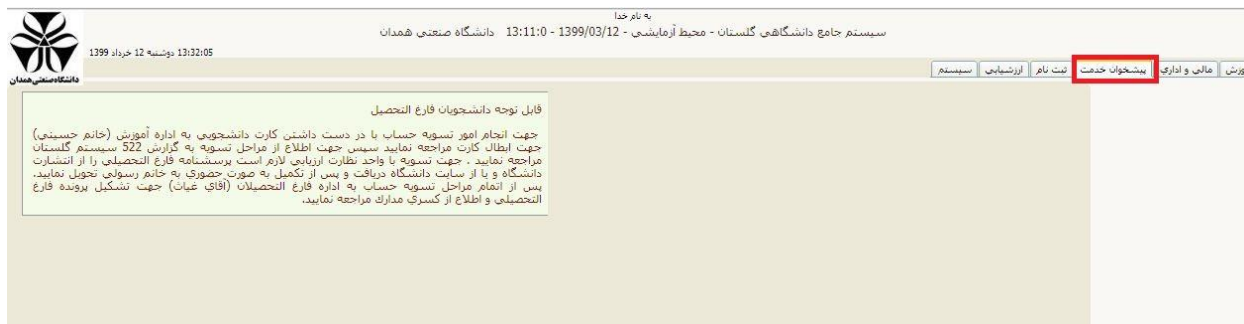 به نام خدا
سیستم جامع دانشگاهی گلستان - محیط آزمایشی - 1399/03/12 - 13:11:0 دانشگاه صنعتی همدان
13:32:05 دوشنبه 12 خرداد 1399
دانشگاه صنعتی همدان
وزش مالی و اداری پیشخوان خدمت ثبت نام ارزشیابی سیستم
قابل توجه دانشجویان فارغ التحصیل
جهت انجام امور تسویه حساب با در دست داشتن کارت دانشجویی به اداره آموزش (خانم حسینی)
جهت ابطال کارت مراجعه نمایید سپس جهت اطلاع از مراحل تسویه به گزارش 522 سیستم گلستان
مراجعه نمایید . جهت تسویه با واحد نظارت ارزیابی لازم است پرسشنامه فارغ التحصیلی را از انتشارت
دانشگاه و یا از سایت دانشگاه دریافت و پس از تکمیل به صورت حضوری به خانم رسولی تحویل نمایید.
پس از اتمام مراحل تسویه حساب به اداره فارغ التحصیلان (آقای غیاث) جهت تشکیل پرونده فارغ
التحصیلی و اطلاع از کسری مدارك مراجعه نمایید.